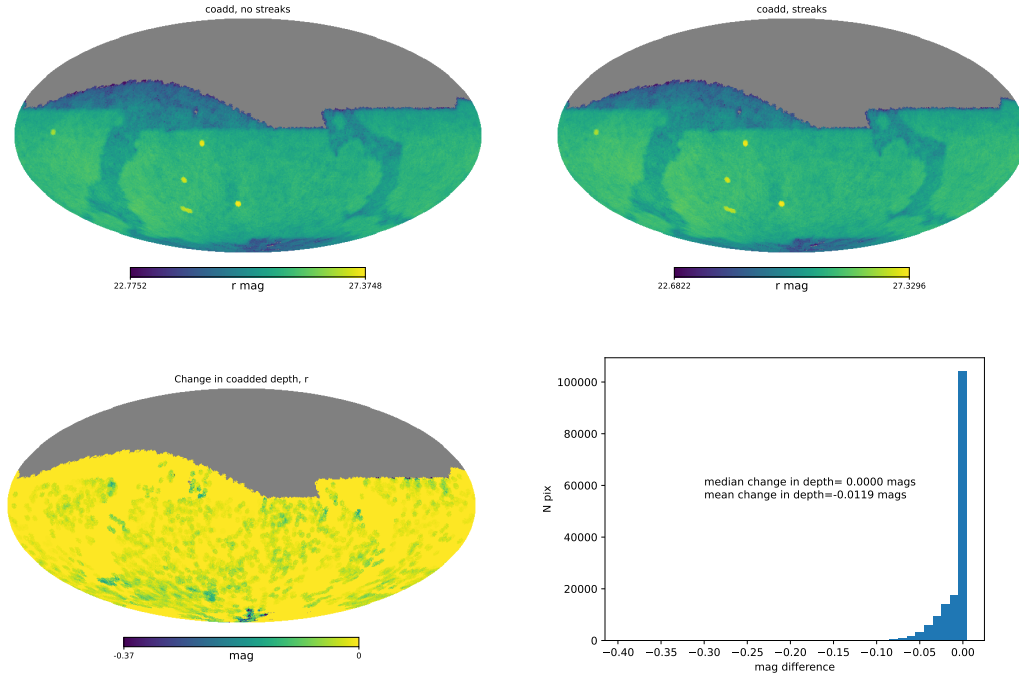 coadd, no streaks
22.7752 27.3748
r mag
coadd, streaks
22.6822 27.3296
r mag
Change in coadded depth, r
-0.37 0
mag
100000
80000
60000
40000
20000
0
N pix
median change in depth= 0.0000 mags
mean change in depth=-0.0119 mags
−0.40 −0.35 −0.30 −0.25 −0.20 −0.15 −0.10 −0.05 0.00
mag difference